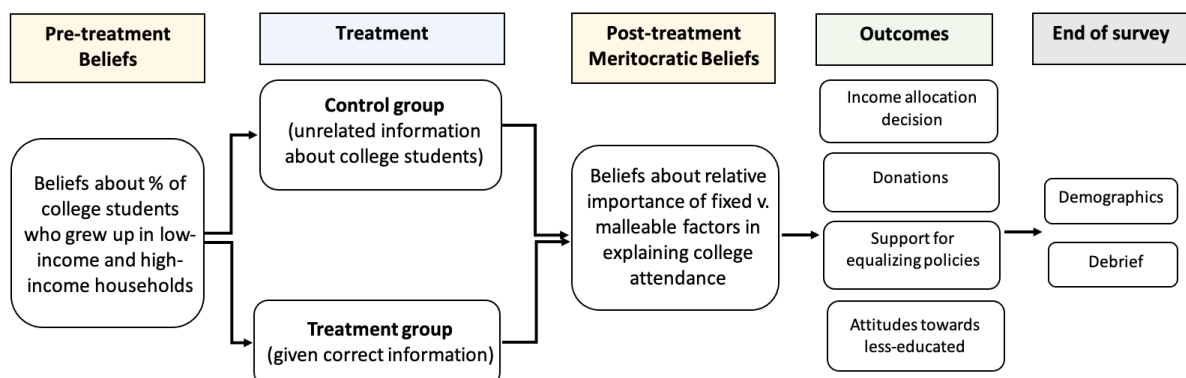 Pre-treatment
Beliefs
Treatment
Post-treatment
Meritocratic Beliefs
Outcomes
End of survey
Beliefs about % of
college students
who grew up in low-
income and high-
income households
Control group
(unrelated information
about college students)
Treatment group
(given correct information)
Beliefs about relative
importance of fixed v.
malleable factors in
explaining college
attendance
Income allocation
decision
Donations
Support for
equalizing policies
Attitudes towards
less-educated
Demographics
Debrief